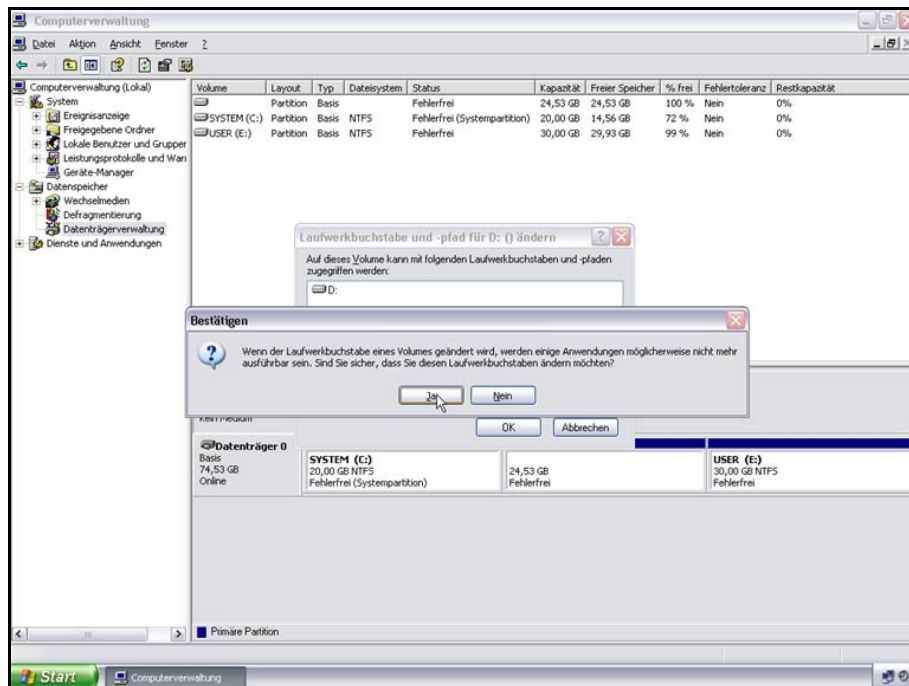 Computerverwaltung
Datei Aktion Ansicht Fenster ?
Computerverwaltung (Lokal)
System
Ereignisanzeige
Freigegebene Ordner
Lokale Benutzer und Gruppen
Leistungsprotokolle und Warn
Geräte-Manager
Datenspeicher
Wechselmedien
Defragmentierung
Datenträgerverwaltung
Dienste und Anwendungen
Volume Layout Typ Dateisystem Status Kapazität Freier Speicher % frei Fehlertoleranz Restkapazität
Partition Basis Fehlerfrei 24,53 GB 24,53 GB 100 % Nein 0%
SYSTEM (C:) Partition Basis NTFS Fehlerfrei (Systempartition) 20,00 GB 14,56 GB 72 % Nein 0%
USER (E:) Partition Basis NTFS Fehlerfrei 30,00 GB 29,93 GB 99 % Nein 0%
Laufwerkbuchstabe und -pfad für D: () ändern
Auf dieses Volume kann mit folgenden Laufwerkbuchstaben und -pfaden
zugegriffen werden:
D:
Bestätigen
Wenn der Laufwerkbuchstabe eines Volumes geändert wird, werden einige Anwendungen möglicherweise nicht mehr
ausführbar sein. Sind Sie sicher, dass Sie diesen Laufwerkbuchstaben ändern möchten?
Ja Nein
OK Abbrechen
Kein Medium
Datenträger 0
Basis
74,53 GB
Online
SYSTEM (C:)
20,00 GB NTFS
Fehlerfrei (Systempartition)
24,53 GB
Fehlerfrei
USER (E:)
30,00 GB NTFS
Fehlerfrei
Primäre Partition
Start Computerverwaltung